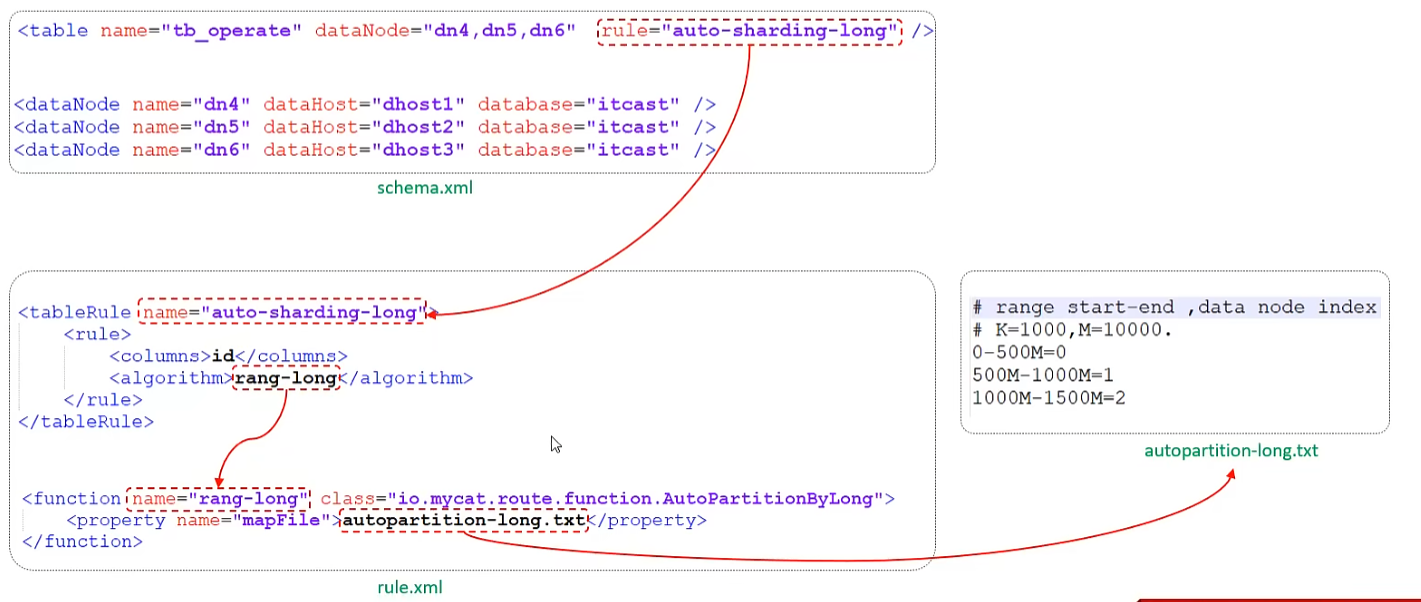 <table name="tb_operate" dataNode="dn4,dn5,dn6" rule="auto-sharding-long" />
<dataNode name="dn4" dataHost="dhost1" database="itcast" />
<dataNode name="dn5" dataHost="dhost2" database="itcast" />
<dataNode name="dn6" dataHost="dhost3" database="itcast" />
schema.xml
<tableRule name="auto-sharding-long">
<rule>
<columns>id</columns>
<algorithm>rang-long</algorithm>
</rule>
</tableRule>
<function name="rang-long" class="io.mycat.route.function.AutoPartitionByLong">
<property name="mapFile">autopartition-long.txt</property>
</function>
rule.xml
# range start-end ,data node index
# K=1000,M=10000.
0-500M=0
500M-1000M=1
1000M-1500M=2
autopartition-long.txt